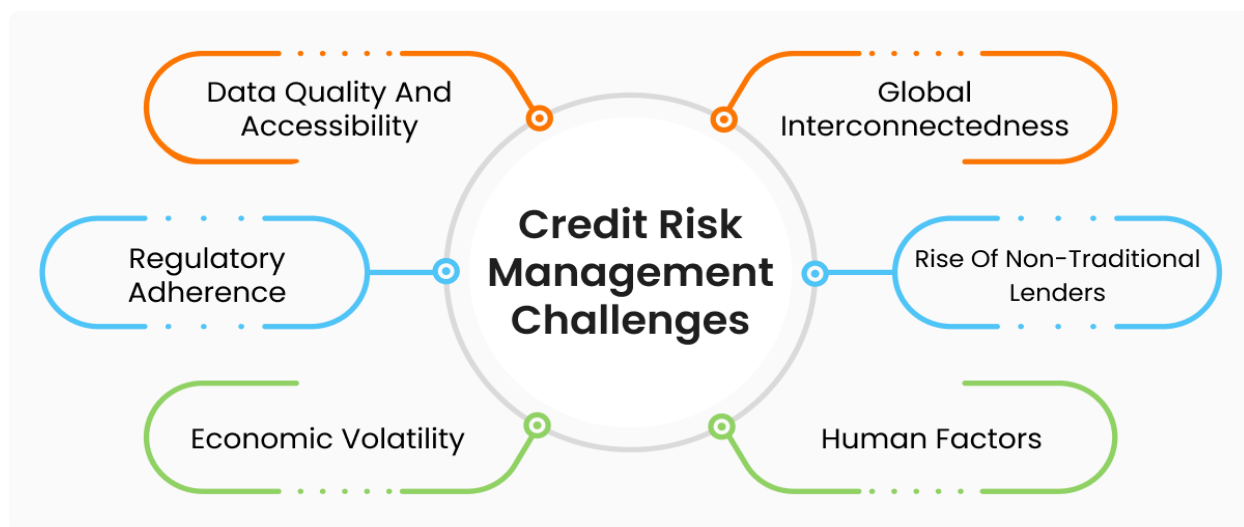 Data Quality And
Accessibility
Global
Interconnectedness
Credit Risk
Management
Challenges
Regulatory
Adherence
Rise Of Non-Traditional
Lenders
Economic Volatility
Human Factors